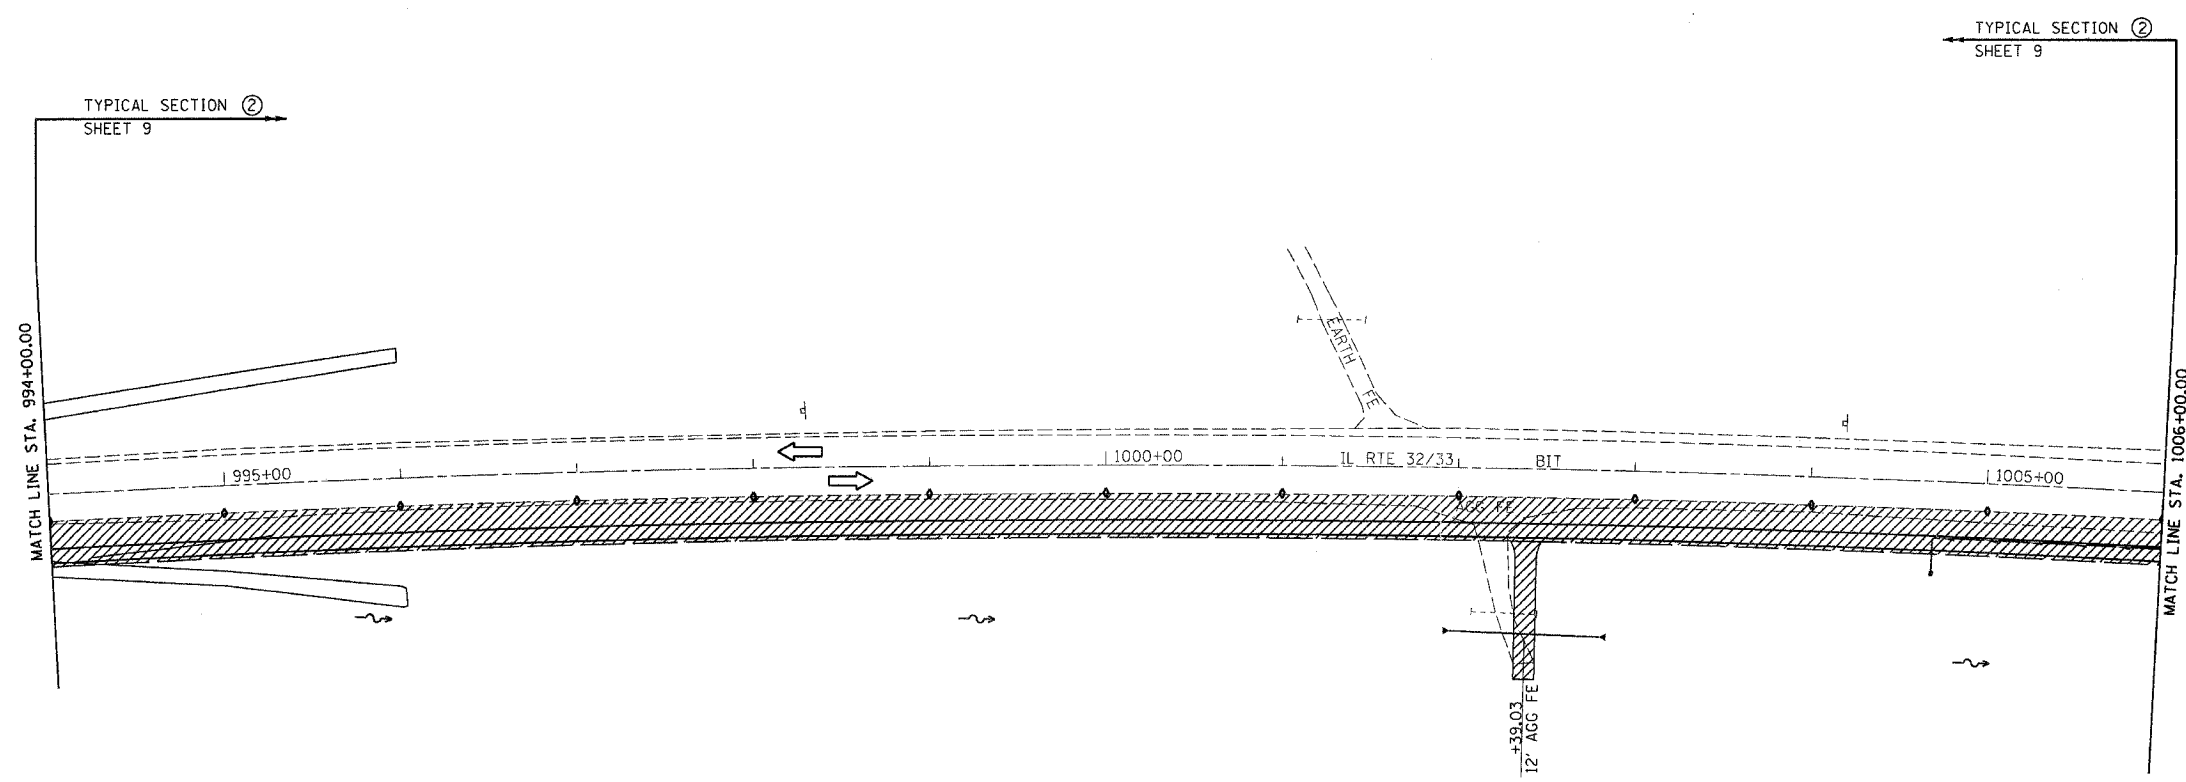 TYPICAL SECTION ②
SHEET 9
TYPICAL SECTION ②
SHEET 9
MATCH LINE STA. 994+00.00
EARTH FE
995+00
1000+00
IL RTE 32/33
BIT
1005+00
AGG FE
MATCH LINE STA. 1006+00.00
+39.03
12' AGG FE